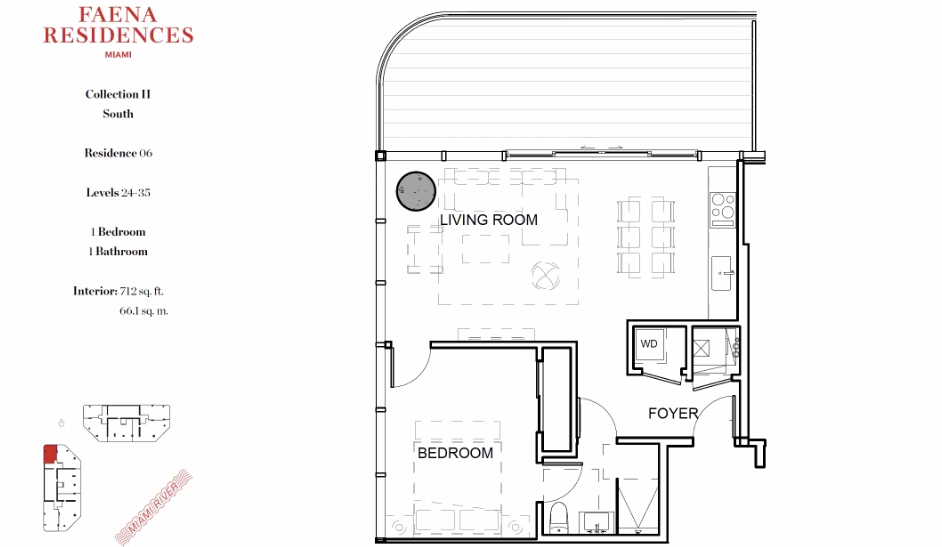 FAENA
RESIDENCES
MIAMI
Collection II
South
Residence 06
Levels 24-35
1 Bedroom
1 Bathroom
Interior: 712 sq. ft.
66.1 sq. m.
LIVING ROOM
WD
FOYER
BEDROOM
MIAMI RIVER